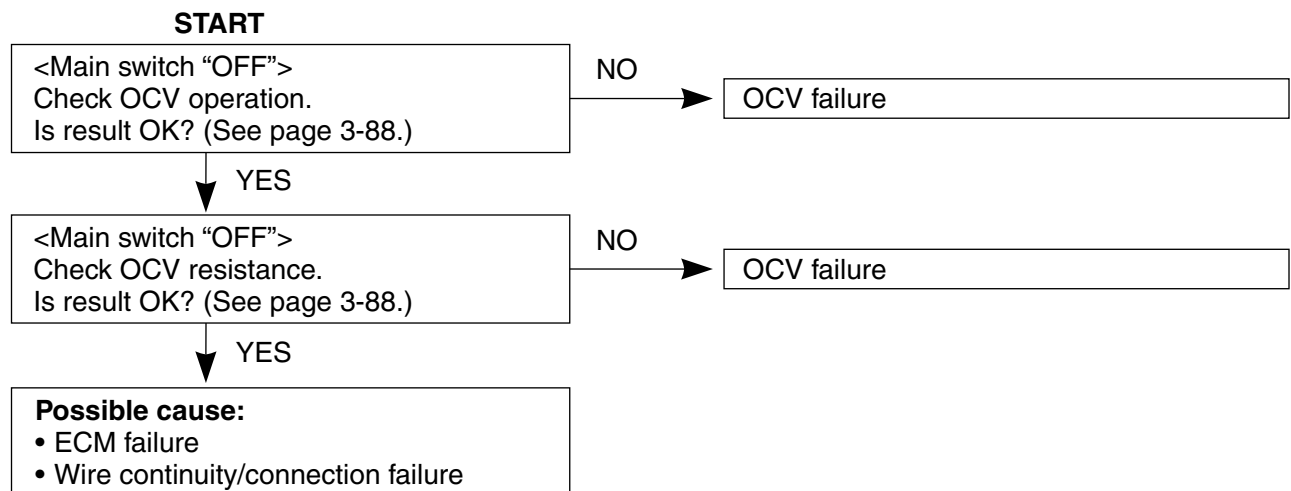 START
<Main switch “OFF”>
Check OCV operation.
Is result OK? (See page 3-88.)
NO
OCV failure
YES
<Main switch “OFF”>
Check OCV resistance.
Is result OK? (See page 3-88.)
NO
OCV failure
YES
Possible cause:
• ECM failure
• Wire continuity/connection failure